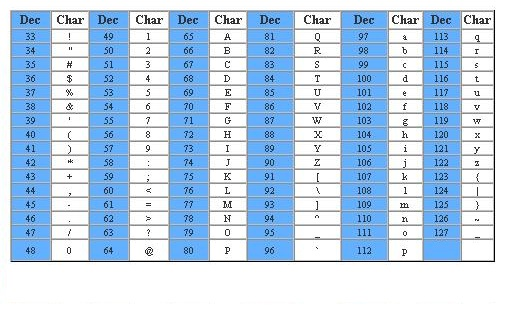 Dec Char Dec Char Dec Char Dec Char Dec Char Dec Char
33 ! 49 1 65 A 81 Q 97 a 113 q
34 " 50 2 66 B 82 R 98 b 114 r
35 # 51 3 67 C 83 S 99 c 115 s
36 $ 52 4 68 D 84 T 100 d 116 t
37 % 53 5 69 E 85 U 101 e 117 u
38 & 54 6 70 F 86 V 102 f 118 v
39 ' 55 7 71 G 87 W 103 g 119 w
40 ( 56 8 72 H 88 X 104 h 120 x
41 ) 57 9 73 I 89 Y 105 i 121 y
42 * 58 : 74 J 90 Z 106 j 122 z
43 + 59 ; 75 K 91 [ 107 k 123 {
44 , 60 < 76 L 92 \ 108 l 124 |
45 - 61 = 77 M 93 ] 109 m 125 }
46 . 62 > 78 N 94 ^ 110 n 126 ~
47 / 63 ? 79 O 95 _ 111 o 127 _
48 0 64 @ 80 P 96 ` 112 p